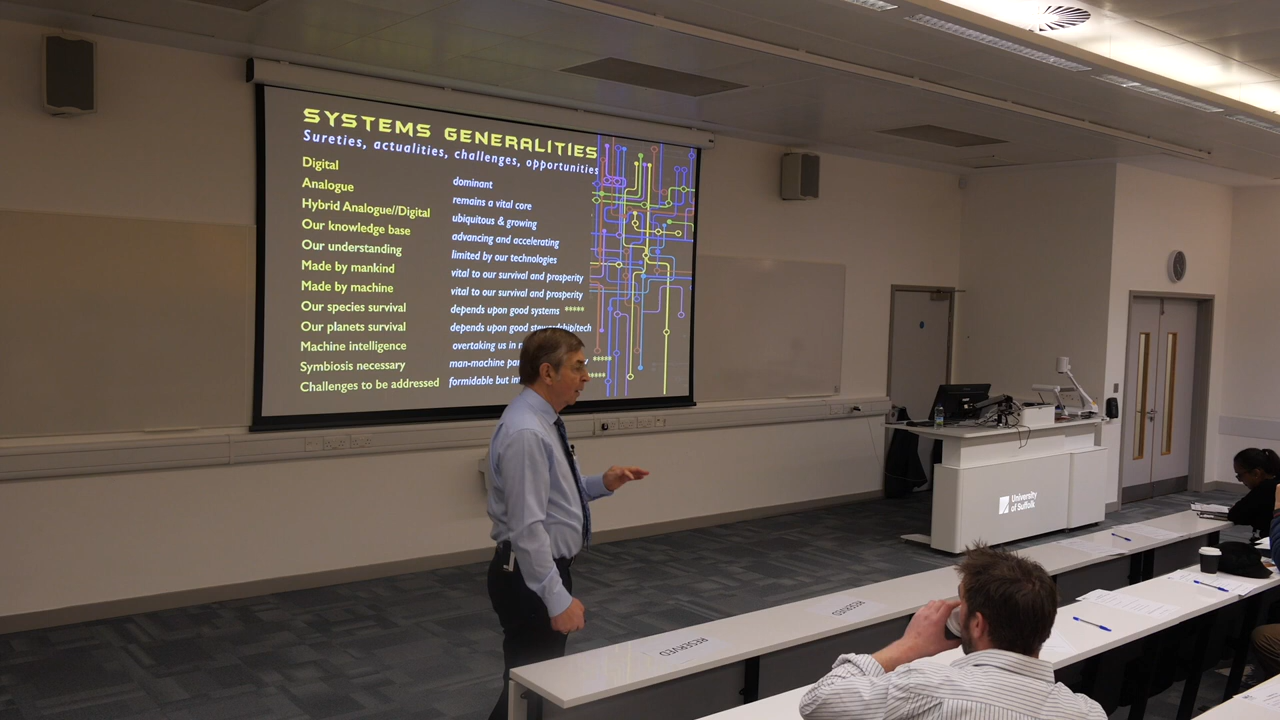 SYSTEMS GENERALITIES
Sureties, actualities, challenges, opportunities
Digital dominant
Analogue remains a vital core
Hybrid Analogue//Digital ubiquitous & growing
Our knowledge base advancing and accelerating
Our understanding limited by our technologies
Made by mankind vital to our survival and prosperity
Made by machine vital to our survival and prosperity
Our species survival depends upon good systems *****
Our planets survival depends upon good stewardship/tech
Machine intelligence overtaking us in
Symbiosis necessary man-machine *****
Challenges to be addressed formidable but *****
University
of Suffolk
RESERVED
RESERVED